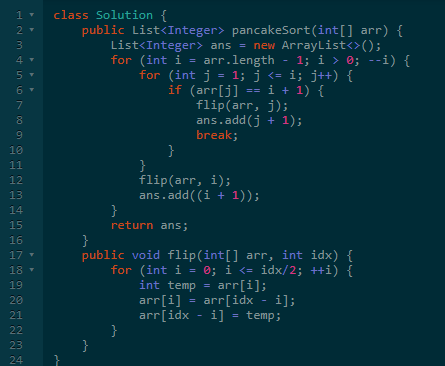 1 class Solution {
2     public List<Integer> pancakeSort(int[] arr) {
3         List<Integer> ans = new ArrayList<>();
4         for (int i = arr.length - 1; i > 0; --i) {
5             for (int j = 1; j <= i; j++) {
6                 if (arr[j] == i + 1) {
7                     flip(arr, j);
8                     ans.add(j + 1);
9                     break;
10                 }
11             }
12             flip(arr, i);
13             ans.add((i + 1));
14         }
15         return ans;
16     }
17     public void flip(int[] arr, int idx) {
18         for (int i = 0; i <= idx/2; ++i) {
19             int temp = arr[i];
20             arr[i] = arr[idx - i];
21             arr[idx - i] = temp;
22         }
23     }
24 }